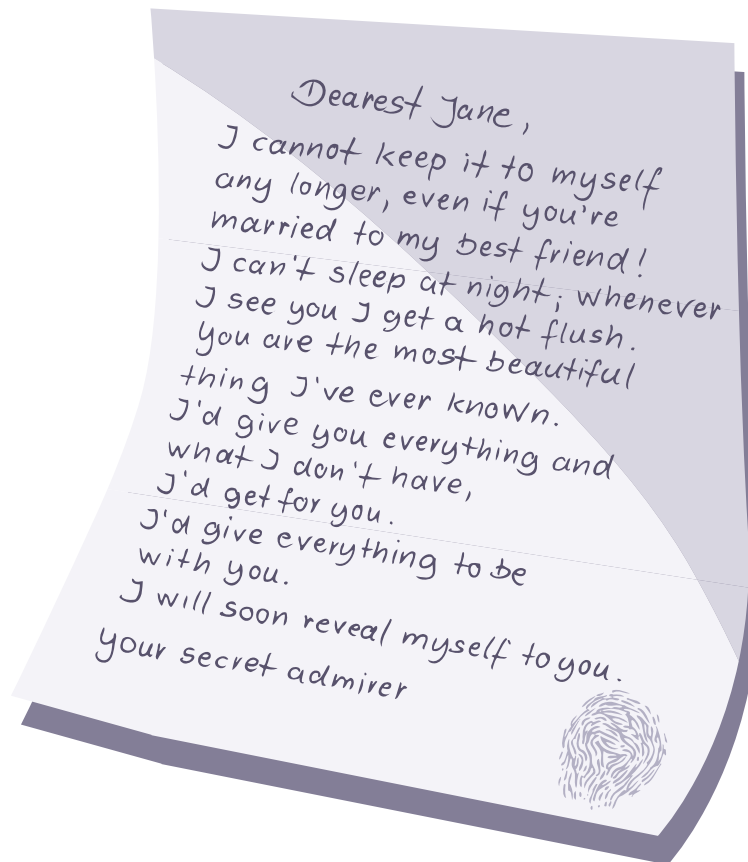 Dearest Jane,
I cannot keep it to myself
any longer, even if you're
married to my best friend!
I can't sleep at night; whenever
I see you I get a hot flush.
You are the most beautiful
thing I've ever known.
I'd give you everything and
what I don't have,
I'd get for you.
I'd give everything to be
with you.
I will soon reveal myself to you.
your secret admirer